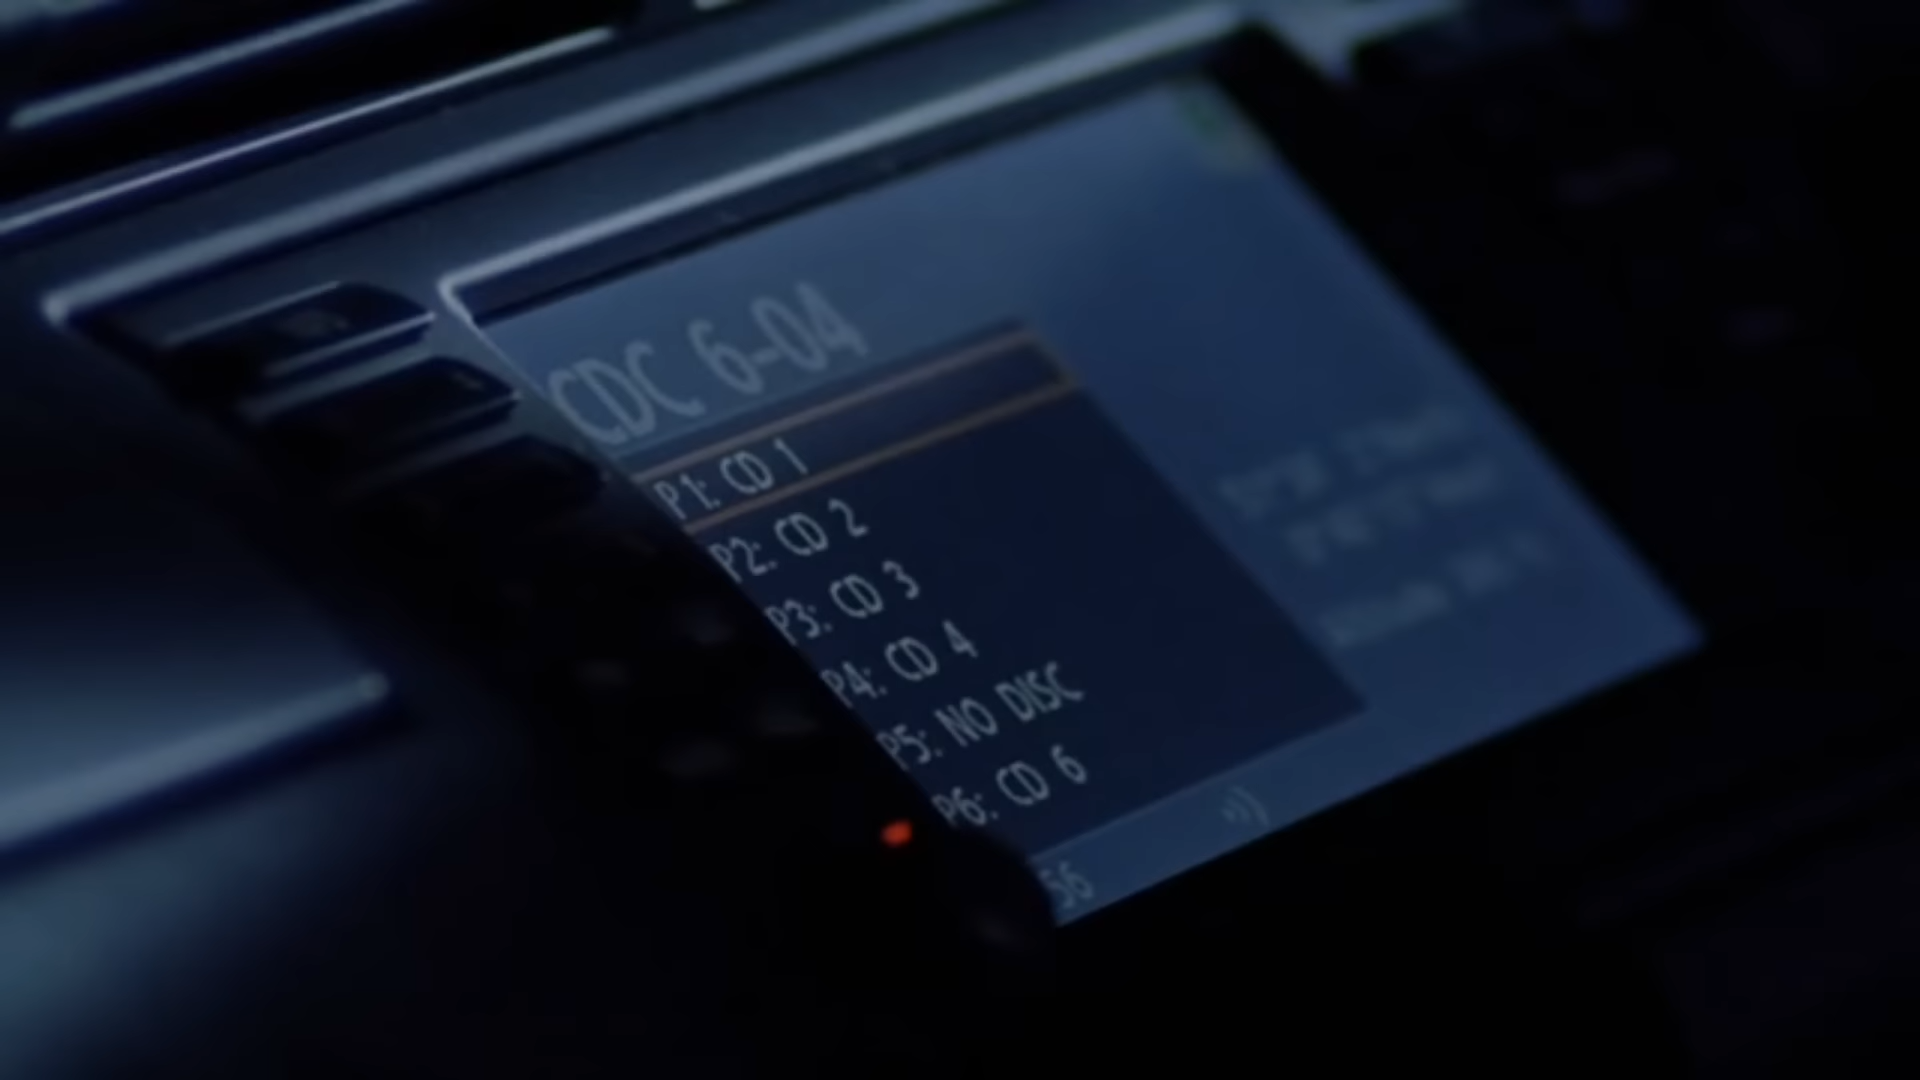 CDC 6-04
P1: CD 1
P2: CD 2
P3: CD 3
P4: CD 4
P5: NO DISC
P6: CD 6
56